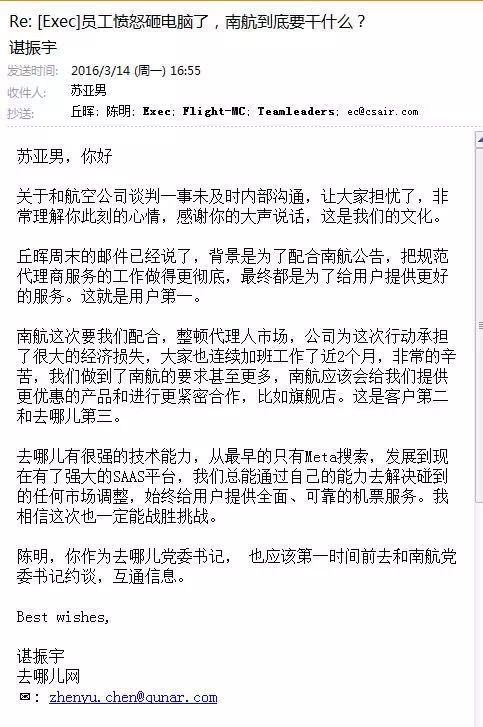 Re: [Exec]员工愤怒砸电脑了，南航到底要干什么？
谌振宇
发送时间: 2016/3/14 (周一) 16:55
收件人: 苏亚男
抄送: 丘晖; 陈明; Exec; Flight-MC; Teamleaders; ec@csair.com
苏亚男，你好
关于和航空公司谈判一事未及时内部沟通，让大家担忧了，非
常理解你此刻的心情，感谢你的大声说话，这是我们的文化。
丘晖周末的邮件已经说了，背景是为了配合南航公告，把规范
代理商服务的工作做得更彻底，最终都是为了给用户提供更好
的服务。这就是用户第一。
南航这次要我们配合，整顿代理人市场，公司为这次行动承担
了很大的经济损失，大家也连续加班工作了近2个月，非常的辛
苦，我们做到了南航的要求甚至更多，南航应该会给我们提供
更优惠的产品和进行更紧密合作，比如旗舰店。这是客户第二
和去哪儿第三。
去哪儿有很强的技术能力，从最早的只有Meta搜索，发展到现
在有了强大的SAAS平台，我们总能通过自己的能力去解决碰到
的任何市场调整，始终给用户提供全面、可靠的机票服务。我
相信这次也一定能战胜挑战。
陈明，你作为去哪儿党委书记， 也应该第一时间前去和南航党
委书记约谈，互通信息。
Best wishes,
谌振宇
去哪儿网
✉: zhenyu.chen@qunar.com